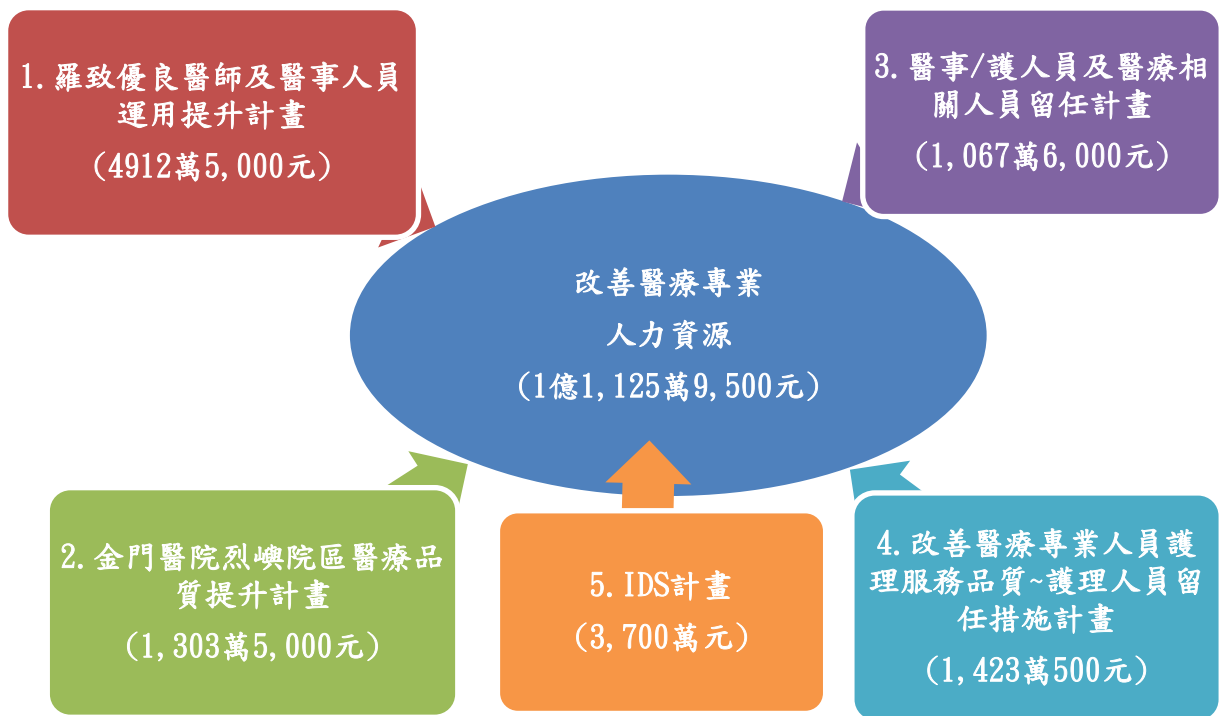 1. 羅致優良醫師及醫事人員
運用提升計畫
(4912萬5,000元)
3. 醫事/護人員及醫療相
關人員留任計畫
(1,067萬6,000元)
改善醫療專業
人力資源
(1億1,125萬9,500元)
2. 金門醫院烈嶼院區醫療品
質提升計畫
(1,303萬5,000元)
5. IDS計畫
(3,700萬元)
4. 改善醫療專業人員護
理服務品質~護理人員留
任措施計畫
(1,423萬500元)